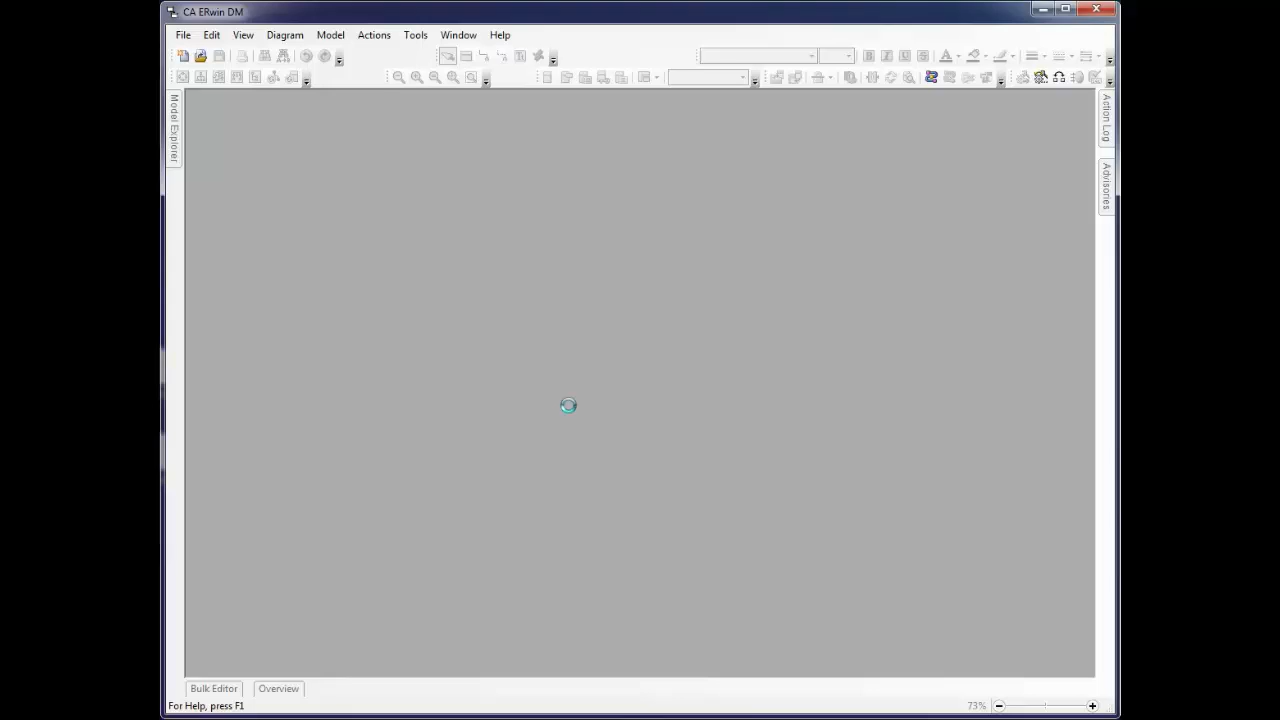 CA ERwin DM
File Edit View Diagram Model Actions Tools Window Help
Model Explorer
Action Log
Advisories
Bulk Editor Overview
For Help, press F1
73%